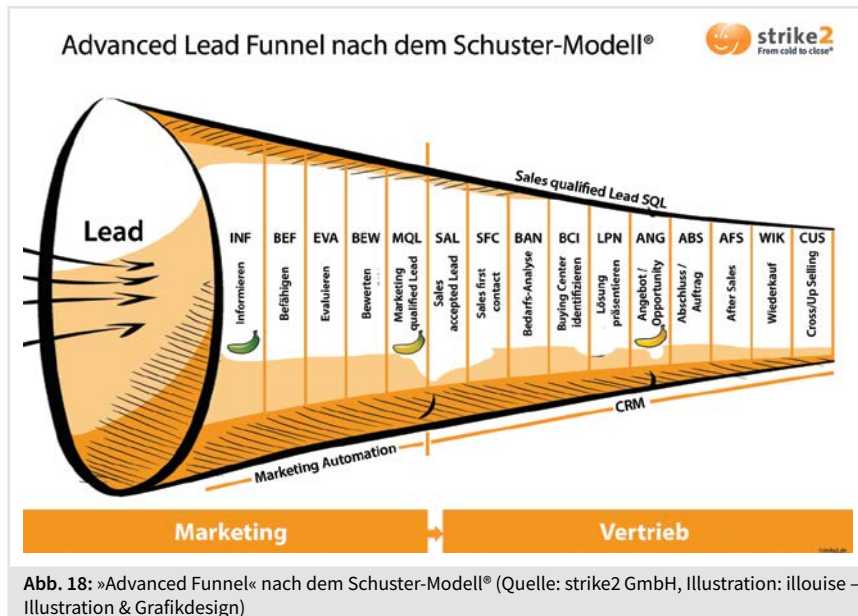 Advanced Lead Funnel nach dem Schuster-Modell®
strike2
From cold to close®
Sales qualified Lead SQL
Lead
INF
Informieren
BEF
Befähigen
EVA
Evaluieren
BEW
Bewerten
MQL
Marketing
qualified Lead
SAL
Sales
accepted Lead
SFC
Sales first
contact
BAN
Bedarfs-Analyse
BCI
Buying Center
identifizieren
LPN
Lösung
präsentieren
ANG
Angebot /
Opportunity
ABS
Abschluss /
Auftrag
AFS
After Sales
WIK
Wiederkauf
CUS
Cross/Up Selling
Marketing Automation
CRM
Marketing
Vertrieb
©strike2.de
Abb. 18: »Advanced Funnel« nach dem Schuster-Modell® (Quelle: strike2 GmbH, Illustration: illouise –
Illustration & Grafikdesign)